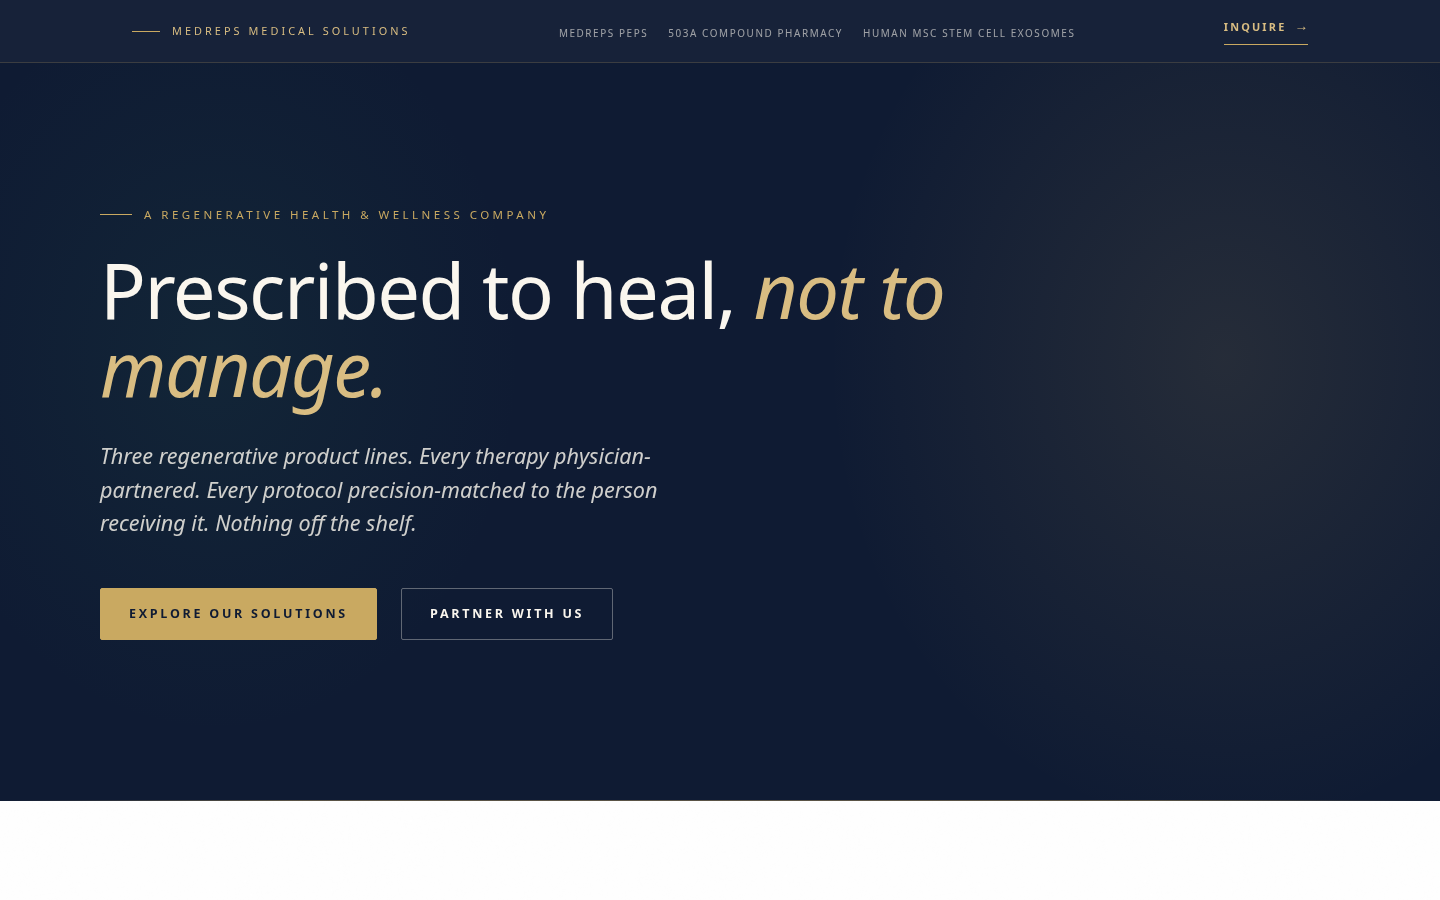 MEDREPS MEDICAL SOLUTIONS
MEDREPS PEPS
503A COMPOUND PHARMACY
HUMAN MSC STEM CELL EXOSOMES
INQUIRE →
A REGENERATIVE HEALTH & WELLNESS COMPANY
Prescribed to heal, not to
manage.
Three regenerative product lines. Every therapy physician-
partnered. Every protocol precision-matched to the person
receiving it. Nothing off the shelf.
EXPLORE OUR SOLUTIONS
PARTNER WITH US